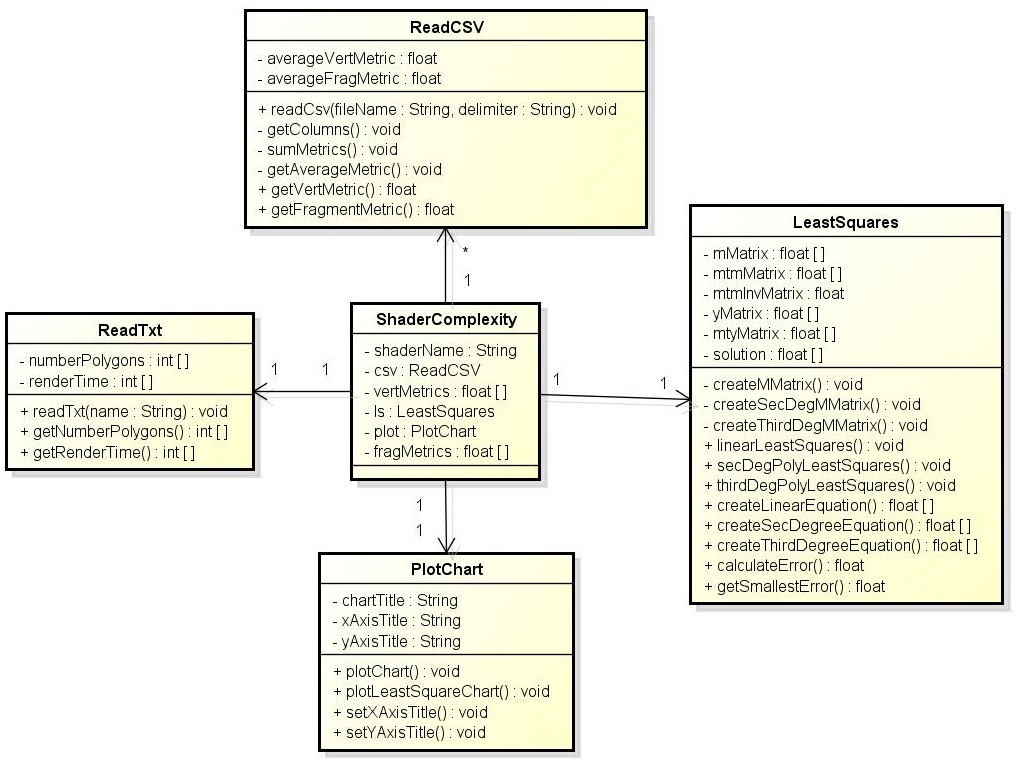 ReadCSV
- averageVertMetric : float
- averageFragMetric : float
+ readCsv(fileName : String, delimiter : String) : void
- getColumns() : void
- sumMetrics() : void
- getAverageMetric() : void
+ getVertMetric() : float
+ getFragmentMetric() : float
*
1
ReadTxt
- numberPolygons : int [ ]
- renderTime : int [ ]
+ readTxt(name : String) : void
+ getNumberPolygons() : int [ ]
+ getRenderTime() : int [ ]
1
1
ShaderComplexity
- shaderName : String
- csv : ReadCSV
- vertMetrics : float [ ]
- ls : LeastSquares
- plot : PlotChart
- fragMetrics : float [ ]
1
1
LeastSquares
- mMatrix : float [ ]
- mtmMatrix : float [ ]
- mtmInvMatrix : float
- yMatrix : float [ ]
- mtyMatrix : float [ ]
- solution : float [ ]
- createMMatrix() : void
- createSecDegMMatrix() : void
- createThirdDegMMatrix() : void
+ linearLeastSquares() : void
+ secDegPolyLeastSquares() : void
+ thirdDegPolyLeastSquares() : void
+ createLinearEquation() : float [ ]
+ createSecDegreeEquation() : float [ ]
+ createThirdDegreeEquation() : float [ ]
+ calculateError() : float
+ getSmallestError() : float
1
1
PlotChart
- chartTitle : String
- xAxisTitle : String
- yAxisTitle : String
+ plotChart() : void
+ plotLeastSquareChart() : void
+ setXAxisTitle() : void
+ setYAxisTitle() : void